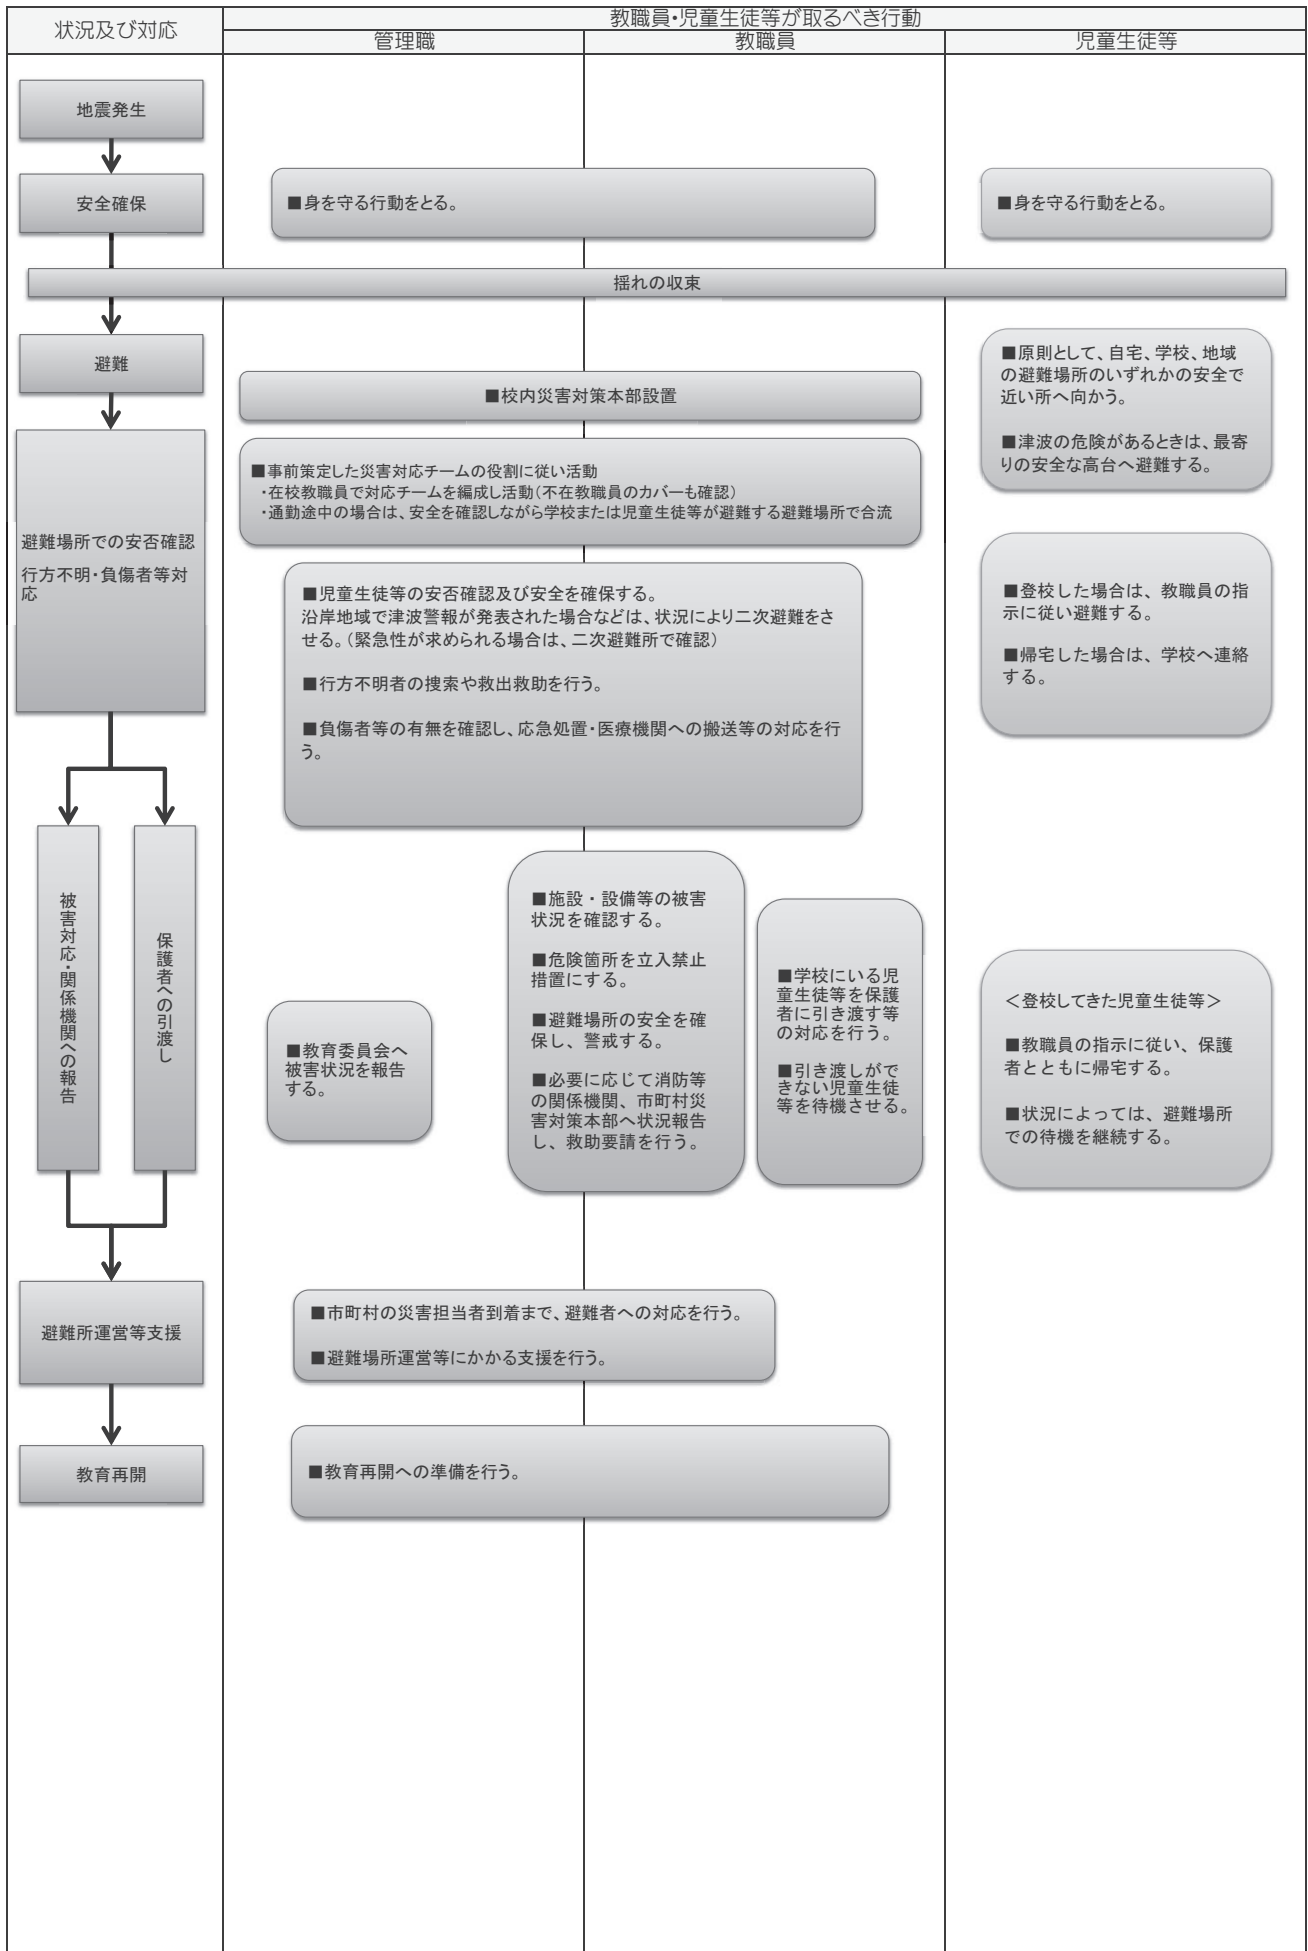 状況及び対応
教職員・児童生徒等が取るべき行動
管理職
教職員
児童生徒等
地震発生
安全確保
■身を守る行動をとる。
■身を守る行動をとる。
揺れの収束
避難
■校内災害対策本部設置
■原則として、自宅、学校、地域
の避難場所のいずれかの安全で
近い所へ向かう。
■津波の危険があるときは、最寄
りの安全な高台へ避難する。
■事前策定した災害対応チームの役割に従い活動
・在校教職員で対応チームを編成し活動（不在教職員のカバーも確認）
・通勤途中の場合は、安全を確認しながら学校または児童生徒等が避難する避難場所で合流
避難場所での安否確認
行方不明・負傷者等対
応
■児童生徒等の安否確認及び安全を確保する。
沿岸地域で津波警報が発表された場合などは、状況により二次避難をさ
せる。（緊急性が求められる場合は、二次避難所で確認）
■行方不明者の捜索や救出救助を行う。
■負傷者等の有無を確認し、応急処置・医療機関への搬送等の対応を行
う。
■登校した場合は、教職員の指
示に従い避難する。
■帰宅した場合は、学校へ連絡
する。
被害対応・関係機関への報告
保護者への引渡し
■教育委員会へ
被害状況を報告
する。
■施設・設備等の被害
状況を確認する。
■危険箇所を立入禁止
措置にする。
■避難場所の安全を確
保し、警戒する。
■必要に応じて消防等
の関係機関、市町村災
害対策本部へ状況報告
し、救助要請を行う。
■学校にいる児
童生徒等を保護
者に引き渡す等
の対応を行う。
■引き渡しがで
きない児童生徒
等を待機させる。
＜登校してきた児童生徒等＞
■教職員の指示に従い、保護
者とともに帰宅する。
■状況によっては、避難場所
での待機を継続する。
避難所運営等支援
■市町村の災害担当者到着まで、避難者への対応を行う。
■避難場所運営等にかかる支援を行う。
教育再開
■教育再開への準備を行う。